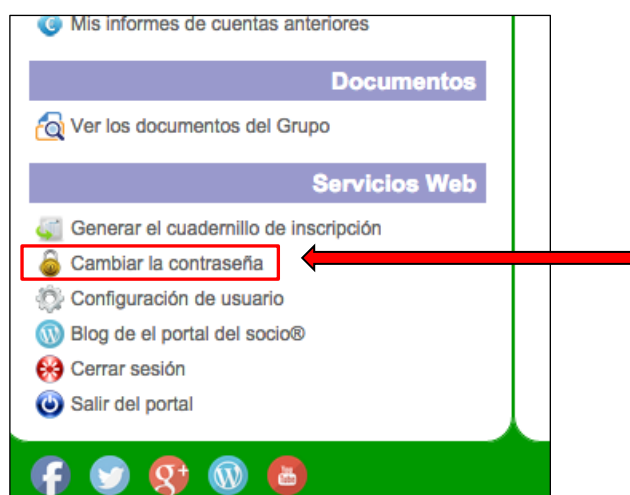 Mis informes de cuentas anteriores
Documentos
Ver los documentos del Grupo
Servicios Web
Generar el cuadernillo de inscripción
Cambiar la contraseña
Configuración de usuario
Blog de el portal del socio®
Cerrar sesión
Salir del portal